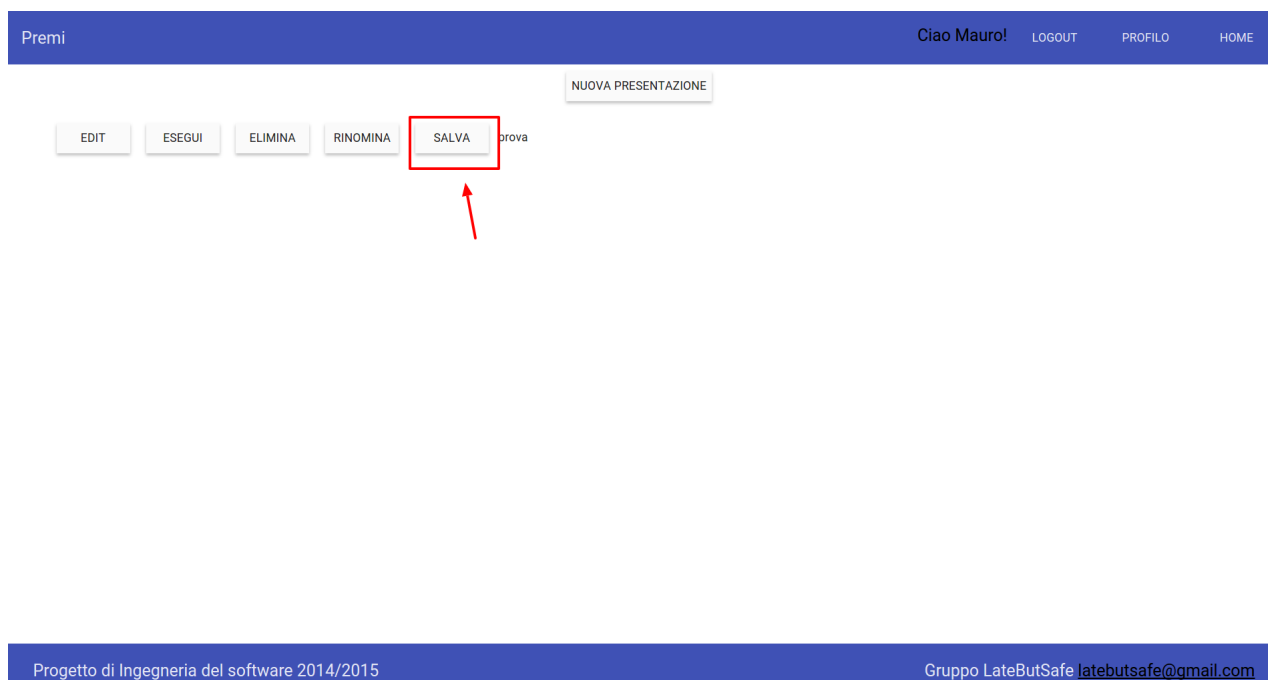 Premi Ciao Mauro! LOGOUT PROFILO HOME
NUOVA PRESENTAZIONE
EDIT ESEGUI ELIMINA RINOMINA SALVA prova
Progetto di Ingegneria del software 2014/2015 Gruppo LateButSafe latebutsafe@gmail.com